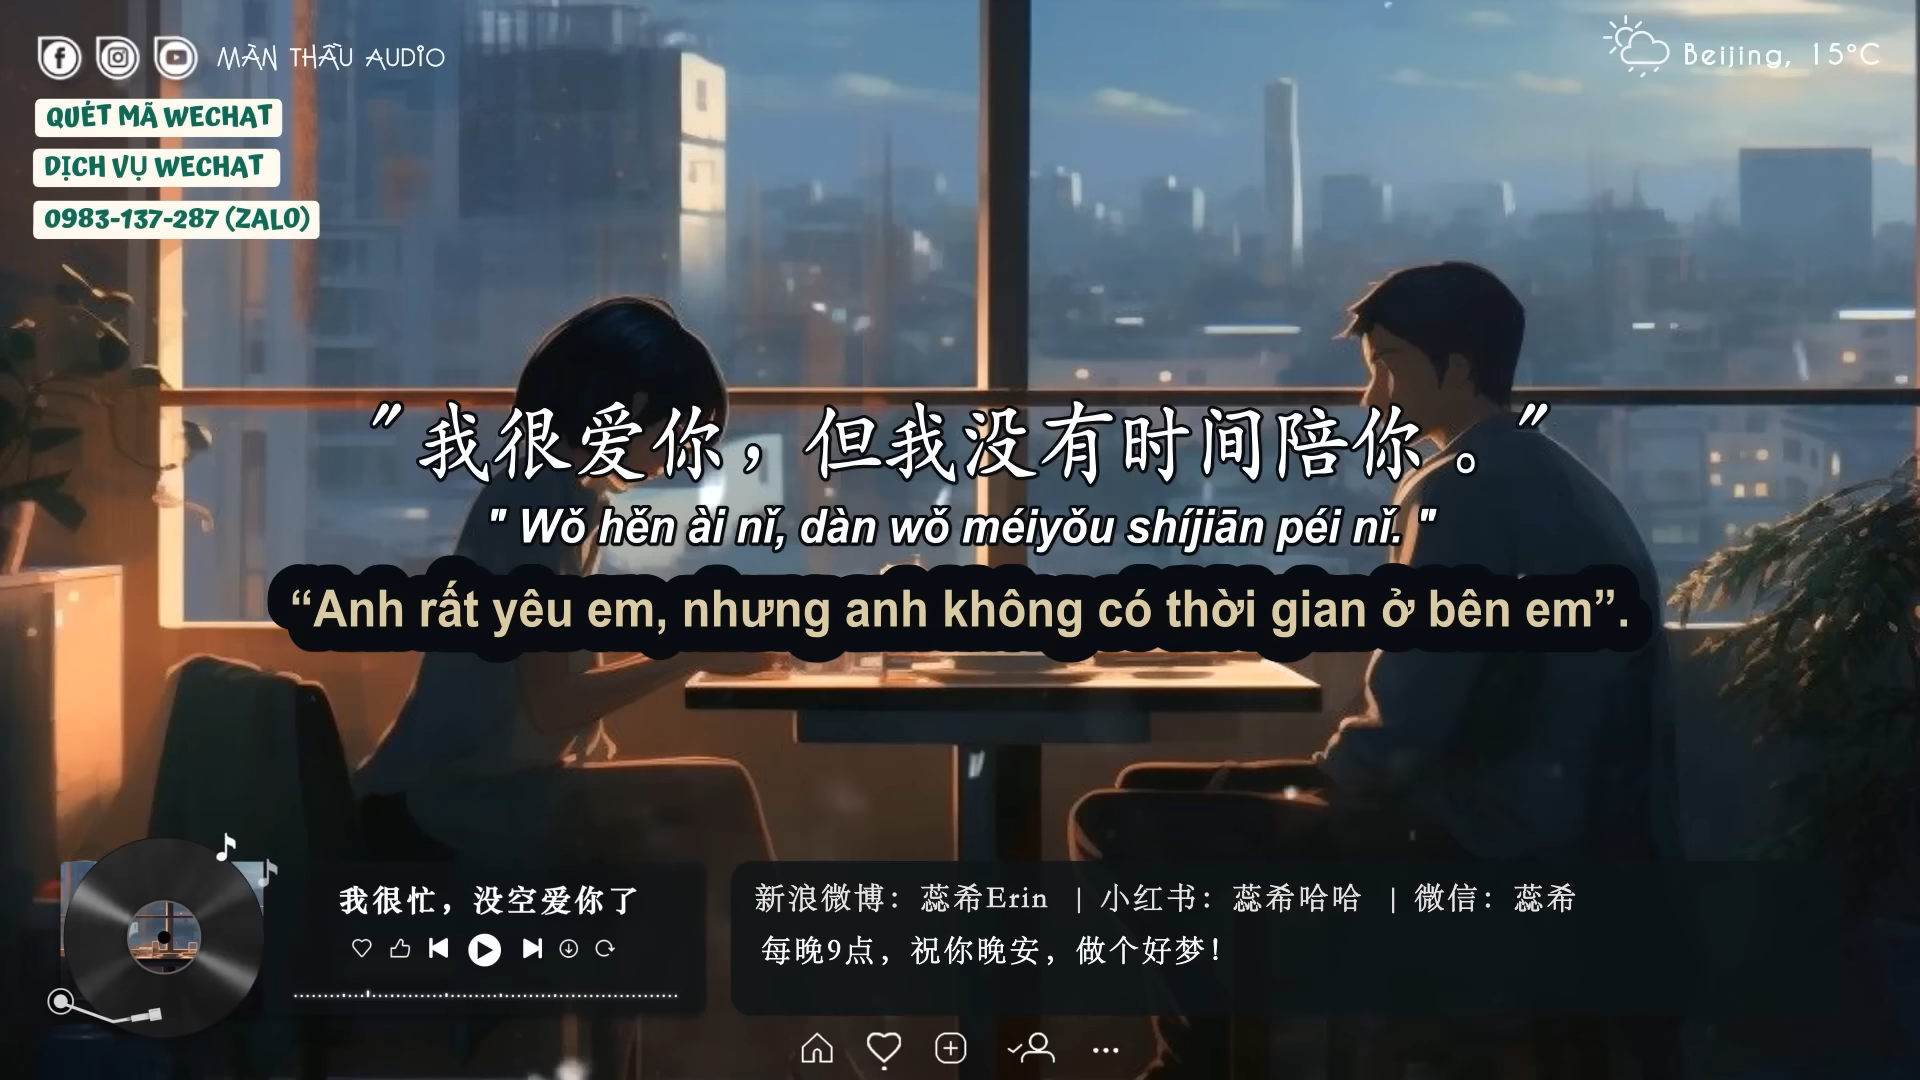 MÀN THẦU AUDIO
Beijing, 15°C
QUÉT MÃ WECHAT
DỊCH VỤ WECHAT
0983-137-287 (ZALO)
"我很爱你，但我没有时间陪你。"
" Wǒ hěn ài nǐ, dàn wǒ méiyǒu shíjiān péi nǐ. "
“Anh rất yêu em, nhưng anh không có thời gian ở bên em”.
我很忙，没空爱你了
新浪微博：蕊希Erin | 小红书：蕊希哈哈 | 微信：蕊希
每晚9点，祝你晚安，做个好梦！